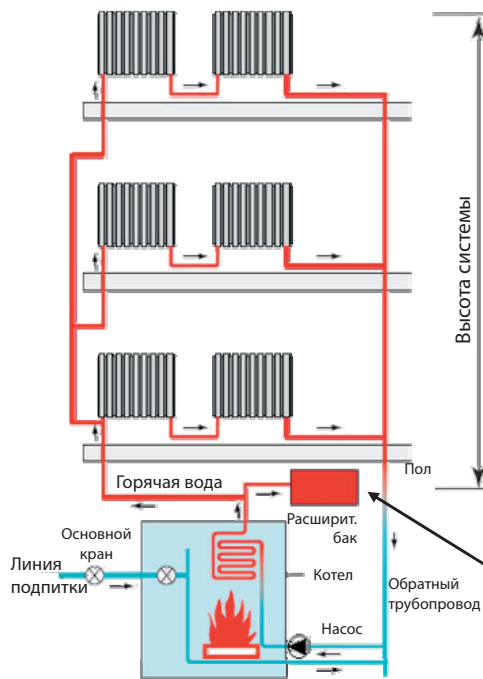 Высота системы
Пол
Горячая вода
Расширит.
бак
Основной
кран
Линия
подпитки
Котел
Обратный
трубопровод
Насос